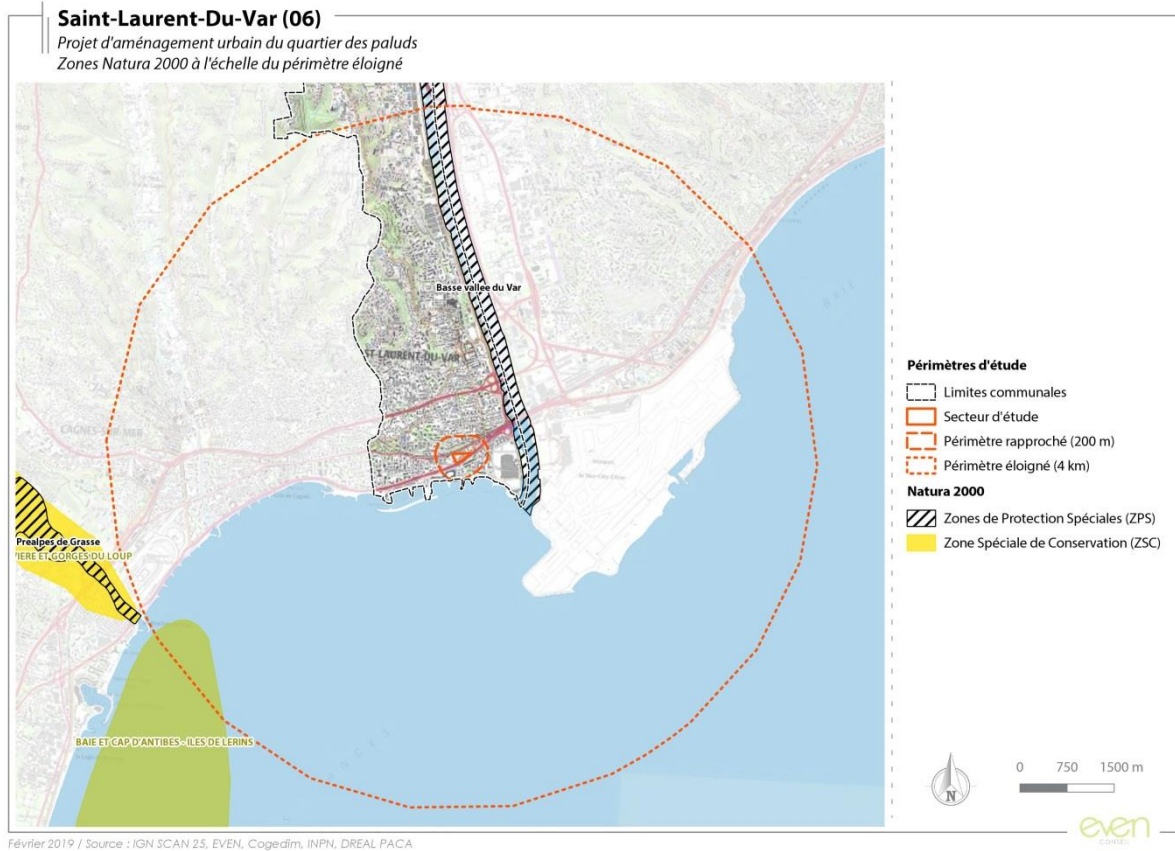 Saint-Laurent-Du-Var (06)
Projet d'aménagement urbain du quartier des paluds
Zones Natura 2000 à l'échelle du périmètre éloigné
Basse vallée du Var
ST-LAURENT-DU-VAR
CAGNES-SUR-MER
BAIE
Prealpes de Grasse
VIERE ET GORGES DU LOUP
BAIE ET CAP D'ANTIBES - ILES DE LERINS
Périmètres d'étude
Limites communales
Secteur d'étude
Périmètre rapproché (200 m)
Périmètre éloigné (4 km)
Natura 2000
Zones de Protection Spéciales (ZPS)
Zone Spéciale de Conservation (ZSC)
N
0 750 1500 m
even
CONSEIL
Février 2019 / Source : IGN SCAN 25, EVEN, Cogedim, INPN, DREAL PACA